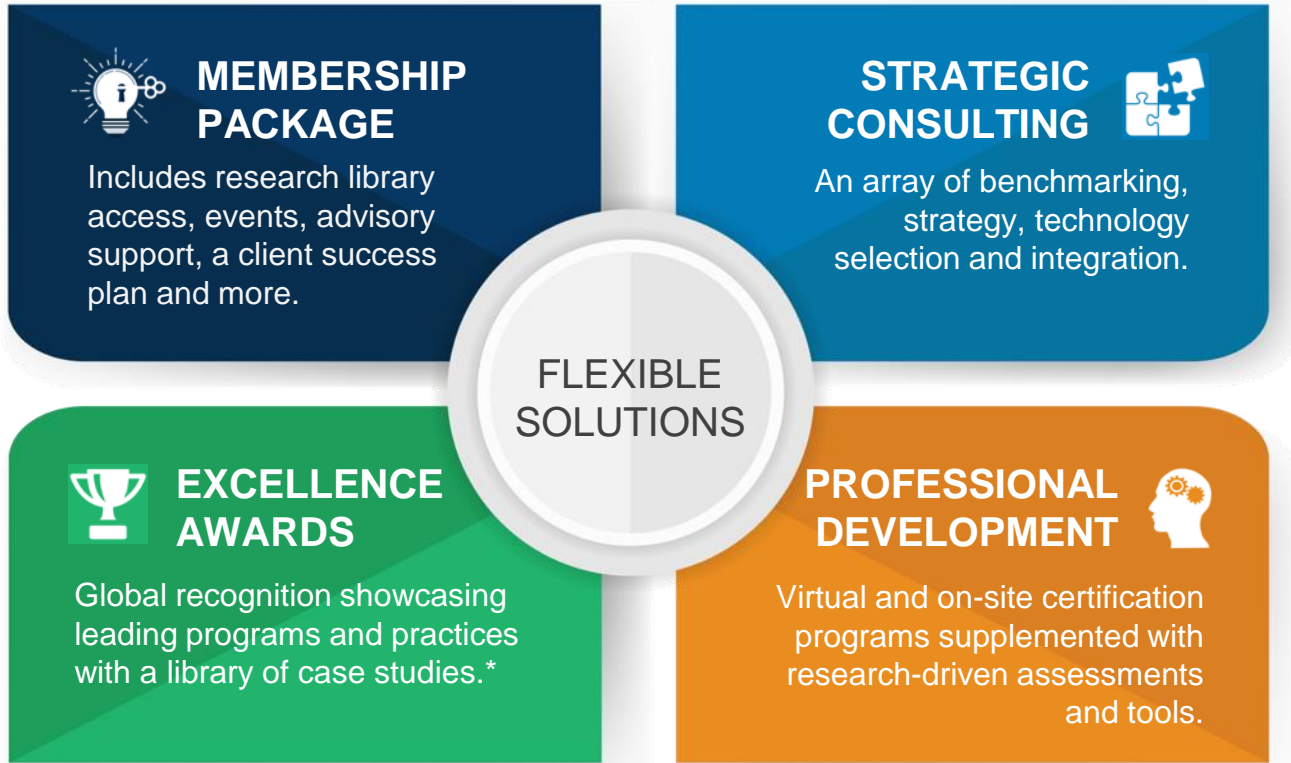 MEMBERSHIP
PACKAGE
Includes research library
access, events, advisory
support, a client success
plan and more.
STRATEGIC
CONSULTING
An array of benchmarking,
strategy, technology
selection and integration.
FLEXIBLE
SOLUTIONS
EXCELLENCE
AWARDS
Global recognition showcasing
leading programs and practices
with a library of case studies.*
PROFESSIONAL
DEVELOPMENT
Virtual and on-site certification
programs supplemented with
research-driven assessments
and tools.